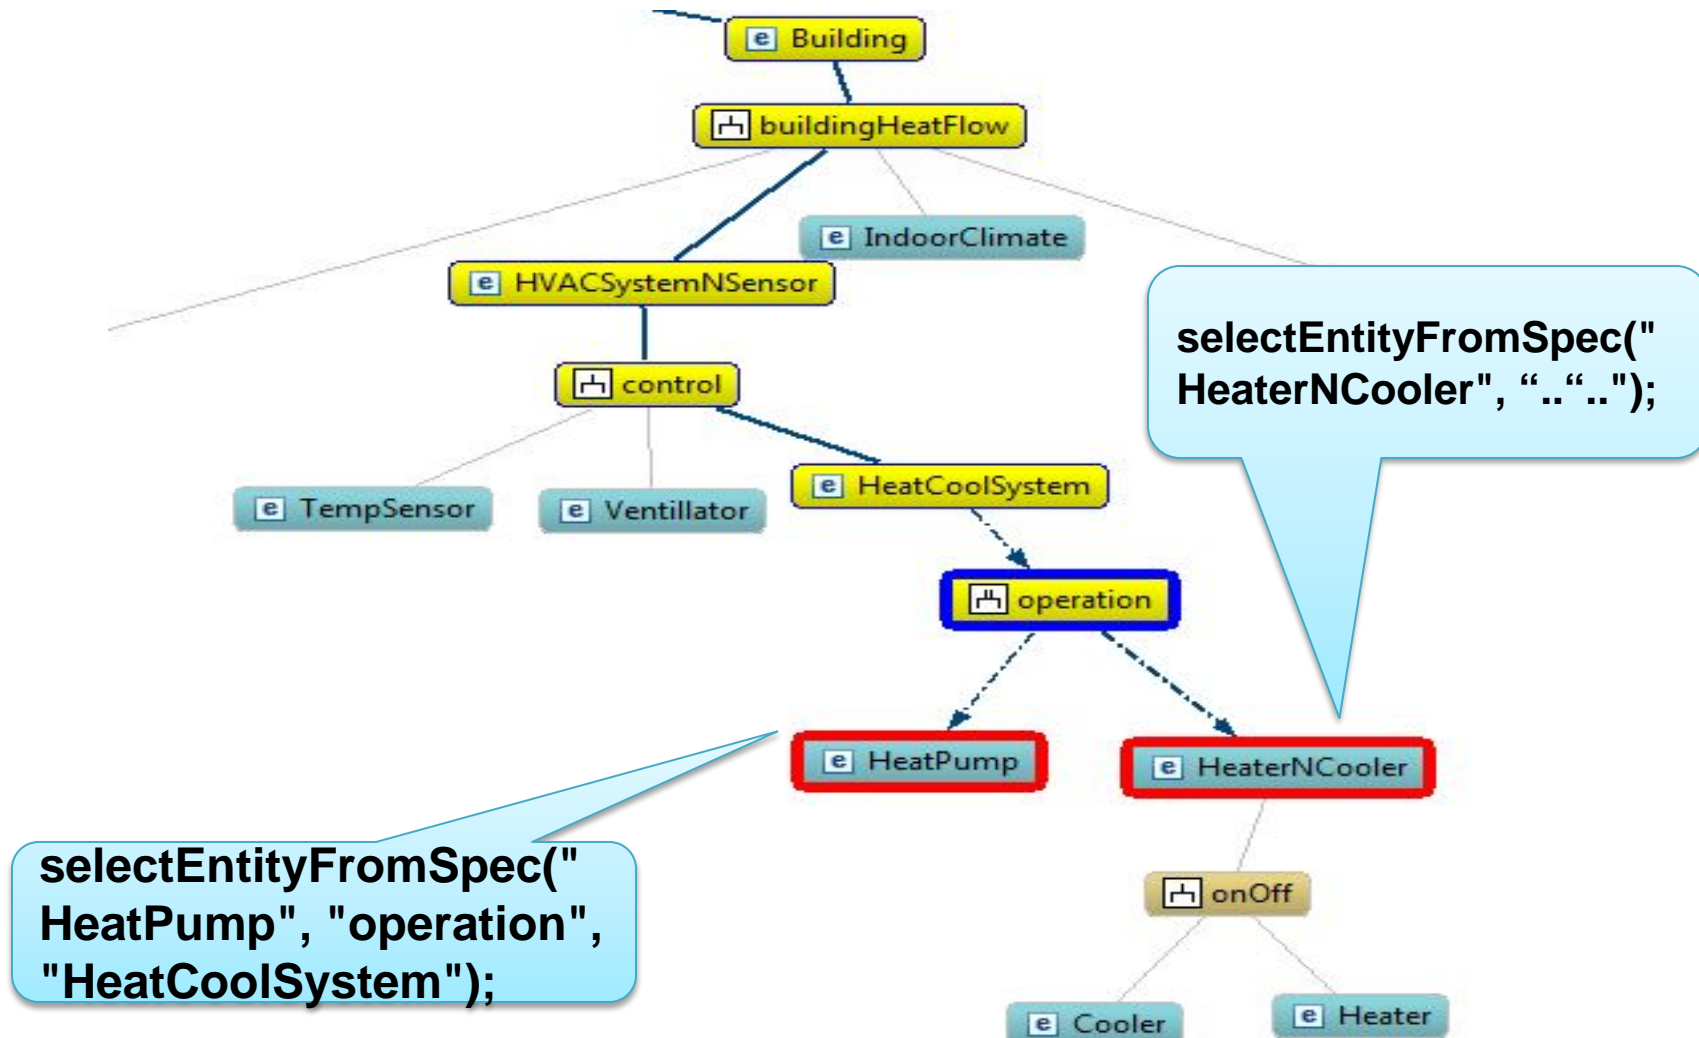 e Building
buildingHeatFlow
e IndoorClimate
e HVACSystemNSensor
selectEntityFromSpec("
HeaterNCooler", “..“..");
control
e HeatCoolSystem
e TempSensor
e Ventillator
operation
e HeatPump
e HeaterNCooler
selectEntityFromSpec("
HeatPump", "operation",
"HeatCoolSystem");
onOff
e Cooler
e Heater